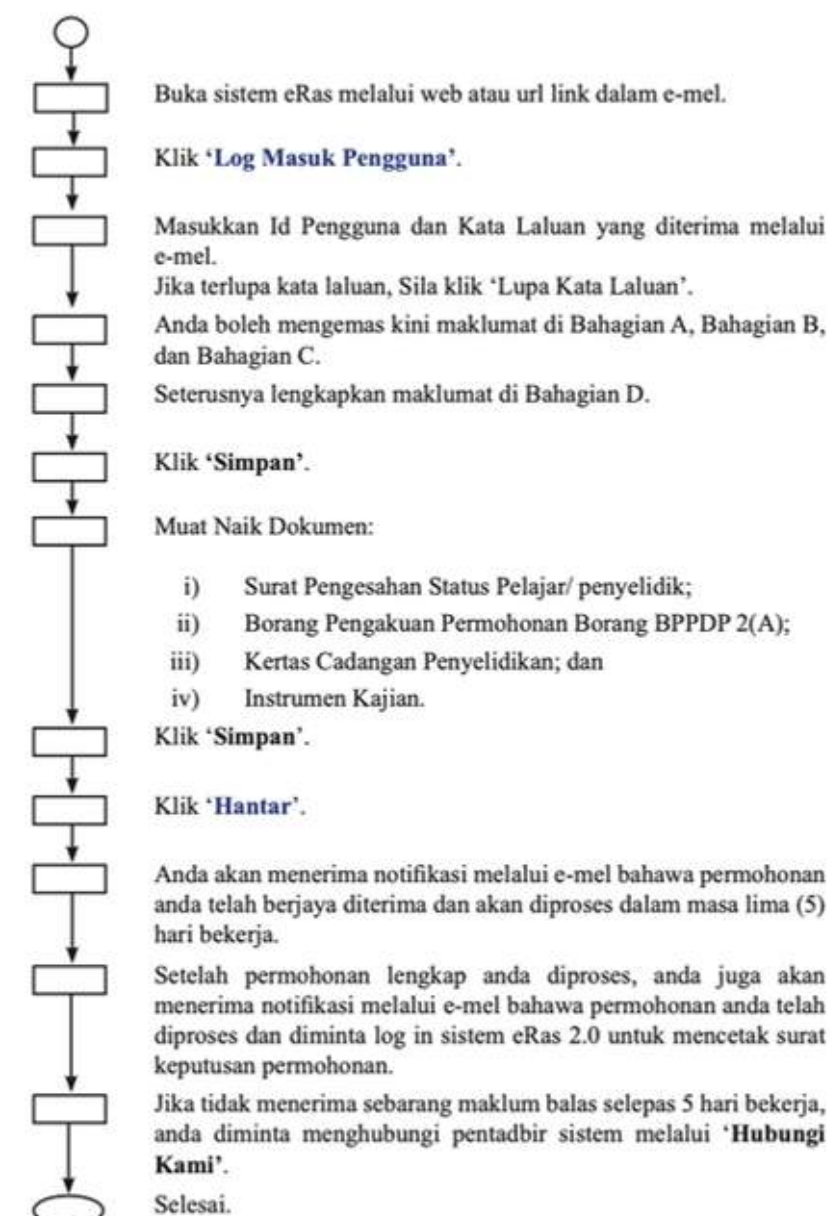 Buka sistem eRas melalui web atau url link dalam e-mel.
Klik ‘Log Masuk Pengguna’.
Masukkan Id Pengguna dan Kata Laluan yang diterima melalui
e-mel.
Jika terlupa kata laluan, Sila klik ‘Lupa Kata Laluan’.
Anda boleh mengemas kini maklumat di Bahagian A, Bahagian B,
dan Bahagian C.
Seterusnya lengkapkan maklumat di Bahagian D.
Klik ‘Simpan’.
Muat Naik Dokumen:
i) Surat Pengesahan Status Pelajar/ penyelidik;
ii) Borang Pengakuan Permohonan Borang BPPDP 2(A);
iii) Kertas Cadangan Penyelidikan; dan
iv) Instrumen Kajian.
Klik ‘Simpan’.
Klik ‘Hantar’.
Anda akan menerima notifikasi melalui e-mel bahawa permohonan
anda telah berjaya diterima dan akan diproses dalam masa lima (5)
hari bekerja.
Setelah permohonan lengkap anda diproses, anda juga akan
menerima notifikasi melalui e-mel bahawa permohonan anda telah
diproses dan diminta log in sistem eRas 2.0 untuk mencetak surat
keputusan permohonan.
Jika tidak menerima sebarang maklum balas selepas 5 hari bekerja,
anda diminta menghubungi pentadbir sistem melalui ‘Hubungi
Kami’.
Selesai.